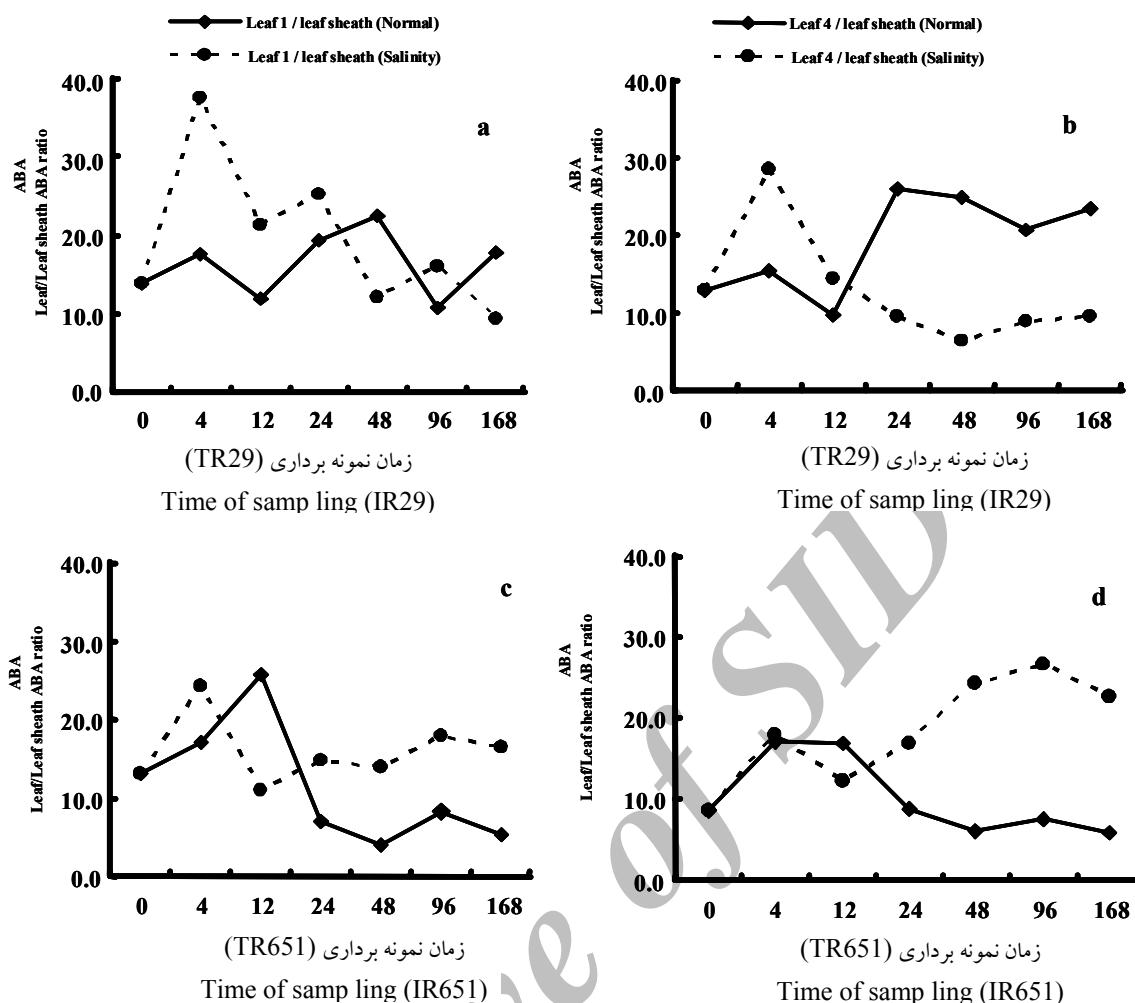 Leaf 1 / leaf sheath (Normal)
Leaf 1 / leaf sheath (Salinity)
Leaf 4 / leaf sheath (Normal)
Leaf 4 / leaf sheath (Salinity)
a
ABA
Leaf/Leaf sheath ABA ratio
40.0
30.0
20.0
10.0
0.0
0 4 12 24 48 96 168
زمان نمونه برداری (TR29)
Time of samp ling (IR29)
b
ABA
Leaf/Leaf sheath ABA ratio
40.0
30.0
20.0
10.0
0.0
0 4 12 24 48 96 168
زمان نمونه برداری (TR29)
Time of samp ling (IR29)
c
ABA
Leaf/Leaf sheath ABA ratio
40.0
30.0
20.0
10.0
0.0
0 4 12 24 48 96 168
زمان نمونه برداری (TR651)
Time of samp ling (IR651)
d
ABA
Leaf/Leaf sheath ABA ratio
40.0
30.0
20.0
10.0
0.0
0 4 12 24 48 96 168
زمان نمونه برداری (TR651)
Time of samp ling (IR651)
of SID